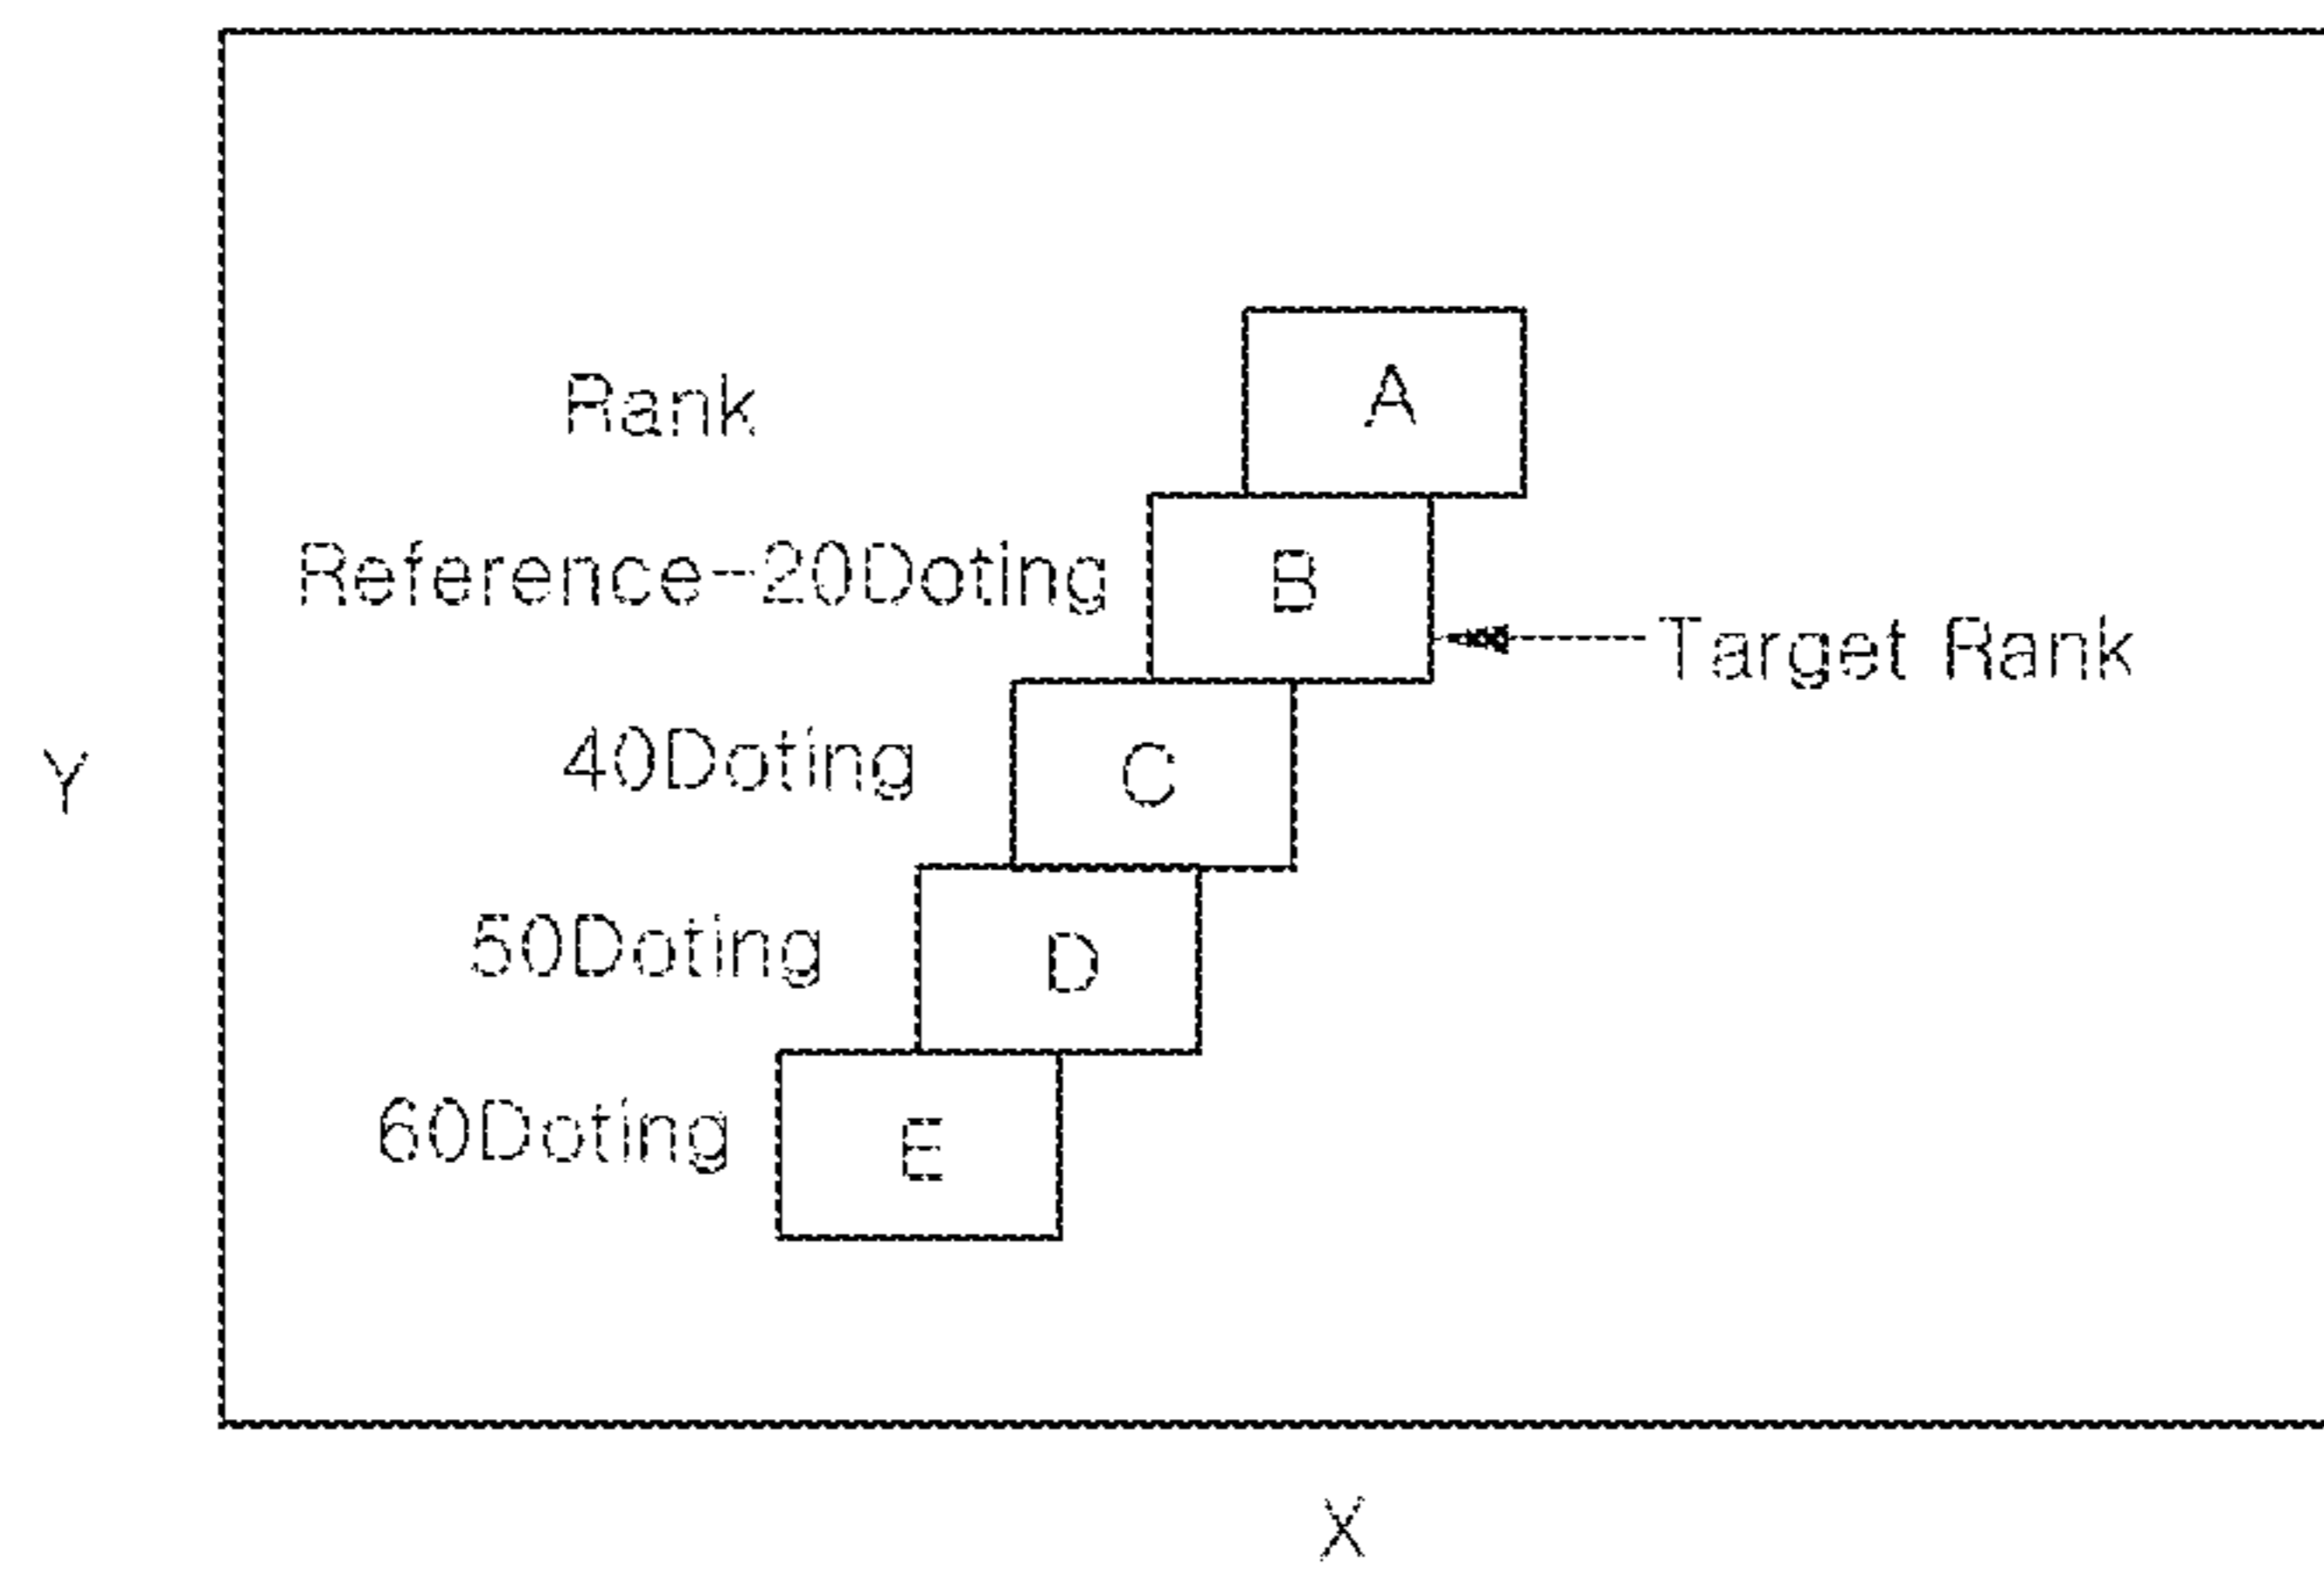 A
Rank
Reference-20Doting
B
Target Rank
40Doting
C
Y
50Doting
D
60Doting
E
X